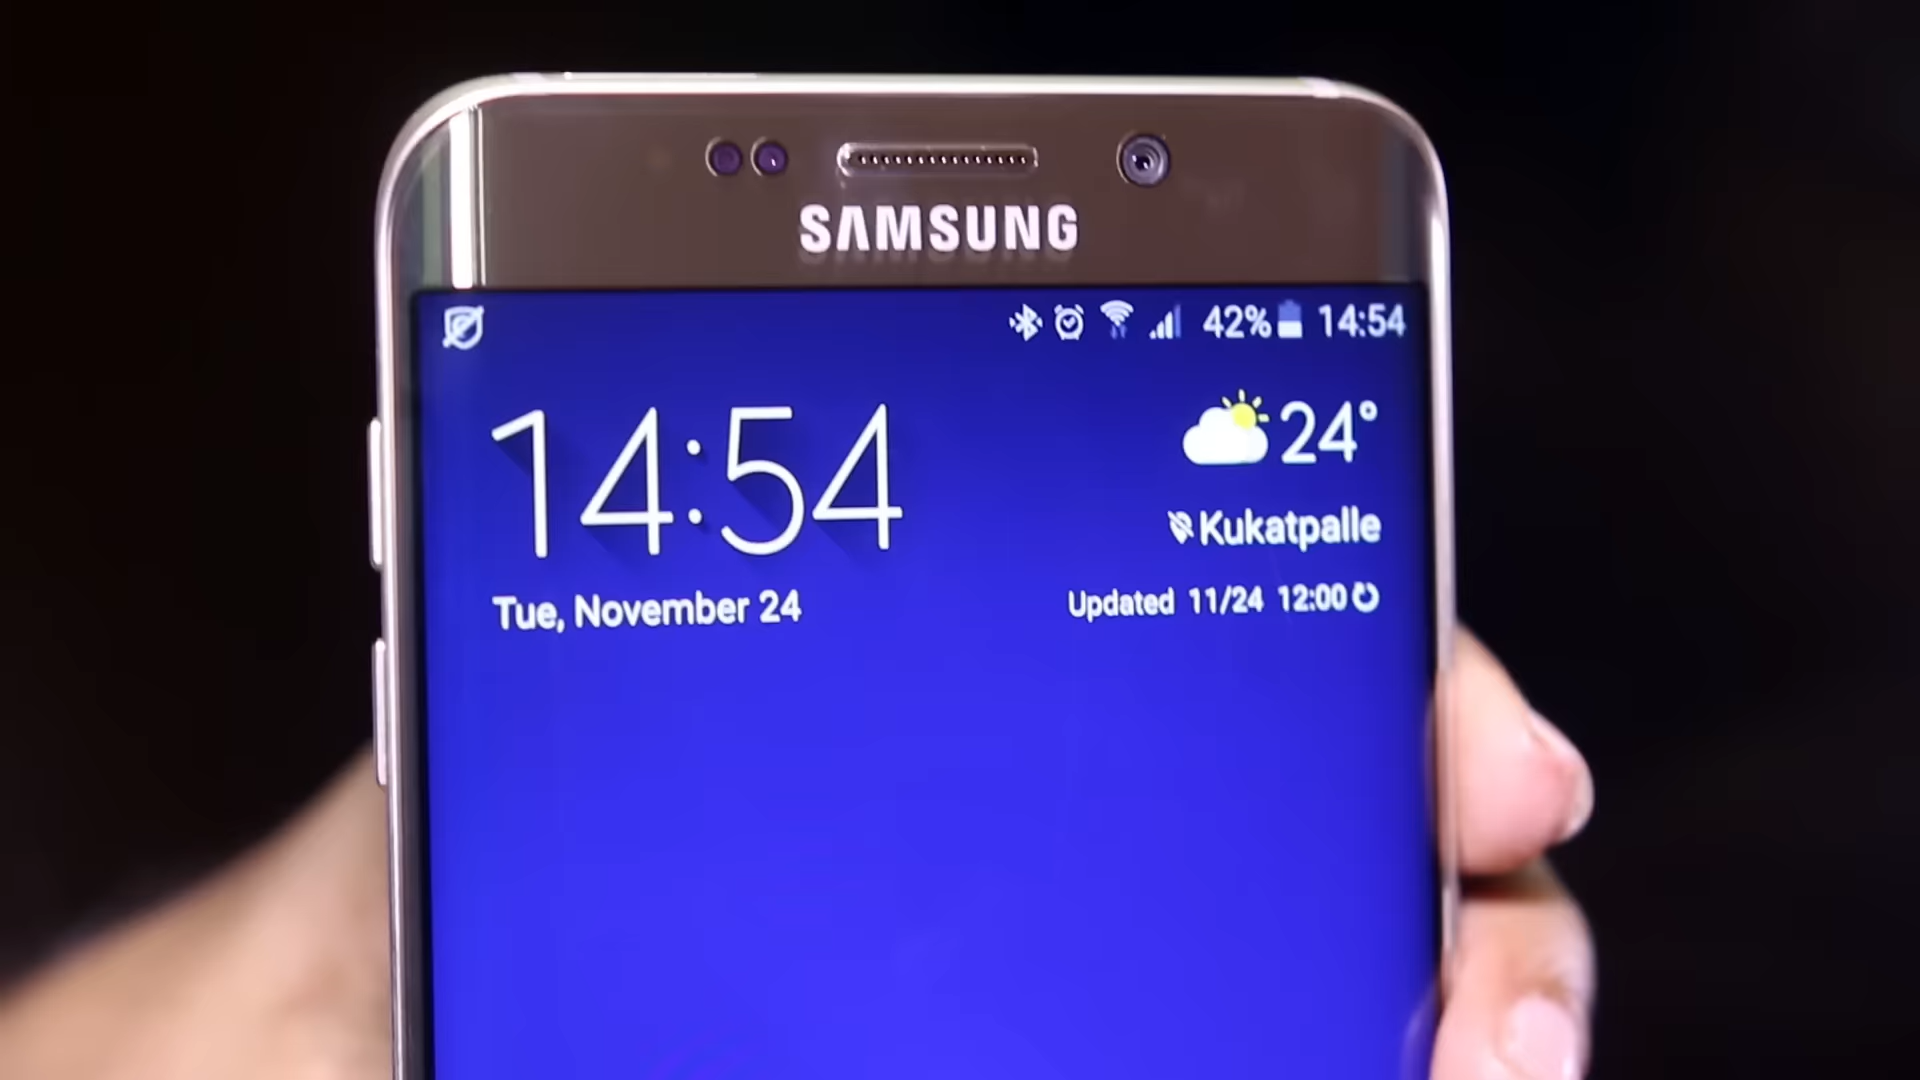 SAMSUNG
42% 14:54
14:54
24°
Kukatpalle
Tue, November 24
Updated 11/24 12:00